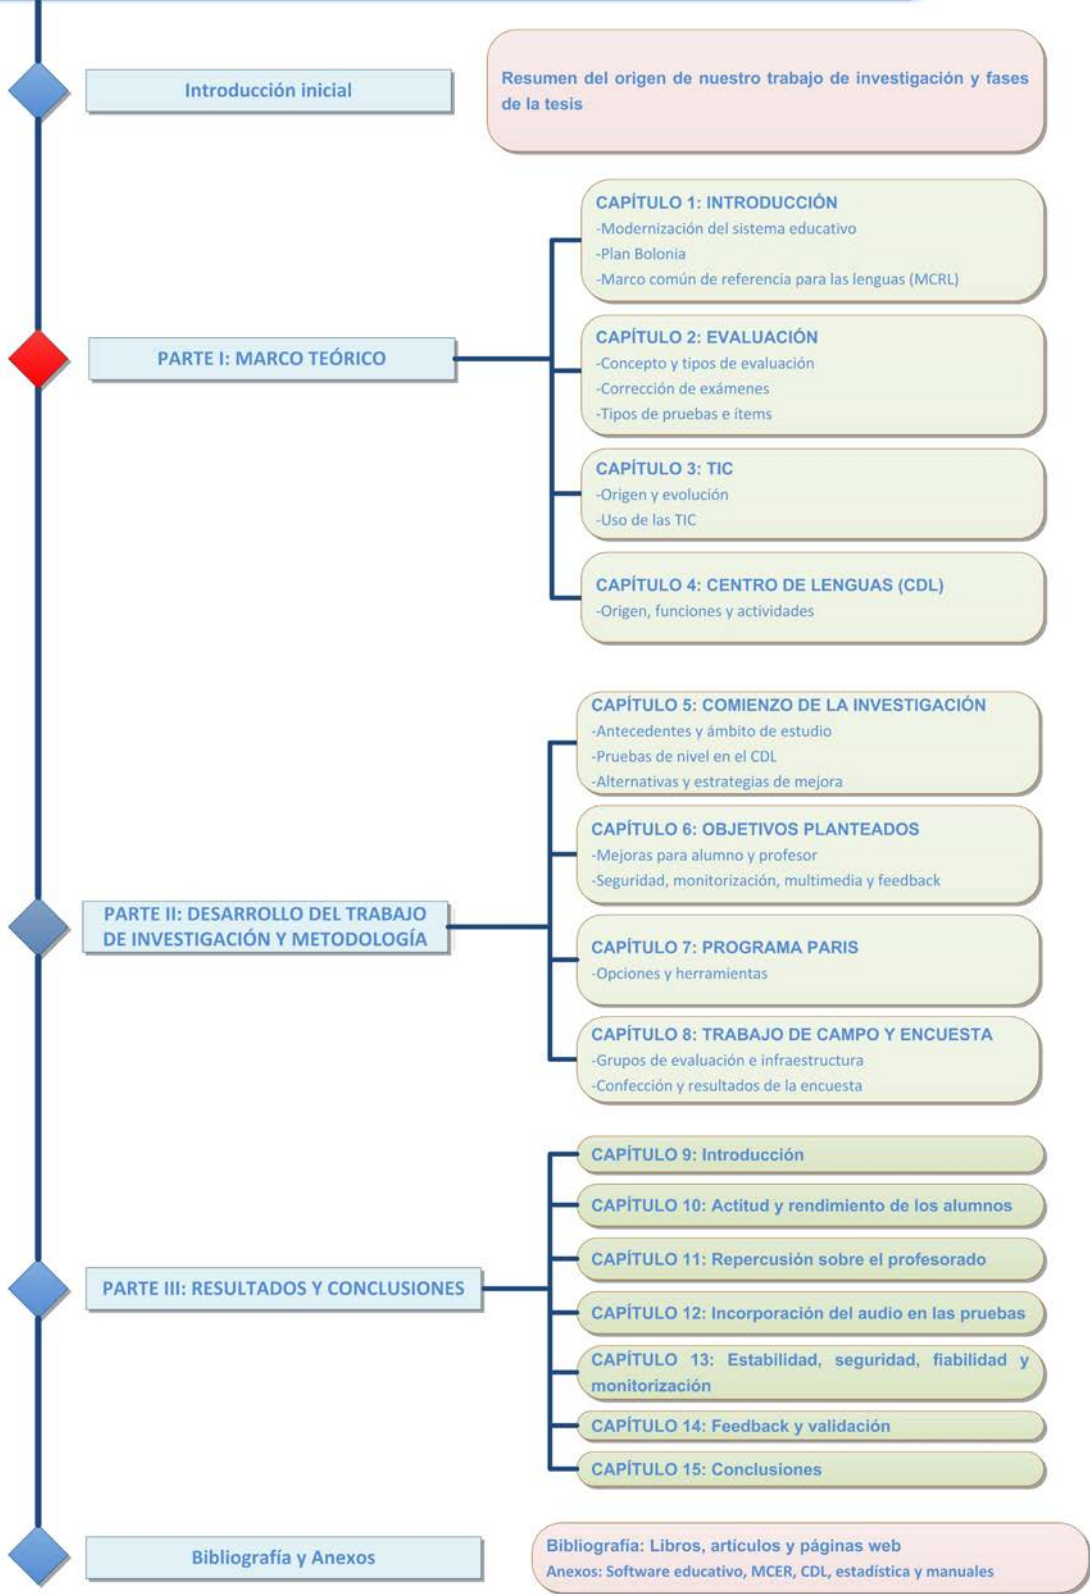 Introducción inicial
Resumen del origen de nuestro trabajo de investigación y fases
de la tesis
PARTE I: MARCO TEÓRICO
CAPÍTULO 1: INTRODUCCIÓN
-Modernización del sistema educativo
-Plan Bolonia
-Marco común de referencia para las lenguas (MCRL)
CAPÍTULO 2: EVALUACIÓN
-Concepto y tipos de evaluación
-Corrección de exámenes
-Tipos de pruebas e ítems
CAPÍTULO 3: TIC
-Origen y evolución
-Uso de las TIC
CAPÍTULO 4: CENTRO DE LENGUAS (CDL)
-Origen, funciones y actividades
PARTE II: DESARROLLO DEL TRABAJO
DE INVESTIGACIÓN Y METODOLOGÍA
CAPÍTULO 5: COMIENZO DE LA INVESTIGACIÓN
-Antecedentes y ámbito de estudio
-Pruebas de nivel en el CDL
-Alternativas y estrategias de mejora
CAPÍTULO 6: OBJETIVOS PLANTEADOS
-Mejoras para alumno y profesor
-Seguridad, monitorización, multimedia y feedback
CAPÍTULO 7: PROGRAMA PARIS
-Opciones y herramientas
CAPÍTULO 8: TRABAJO DE CAMPO Y ENCUESTA
-Grupos de evaluación e infraestructura
-Confección y resultados de la encuesta
PARTE III: RESULTADOS Y CONCLUSIONES
CAPÍTULO 9: Introducción
CAPÍTULO 10: Actitud y rendimiento de los alumnos
CAPÍTULO 11: Repercusión sobre el profesorado
CAPÍTULO 12: Incorporación del audio en las pruebas
CAPÍTULO 13: Estabilidad, seguridad, fiabilidad y
monitorización
CAPÍTULO 14: Feedback y validación
CAPÍTULO 15: Conclusiones
Bibliografía y Anexos
Bibliografia: Libros, artículos y páginas web
Anexos: Software educativo, MCER, CDL, estadística y manuales